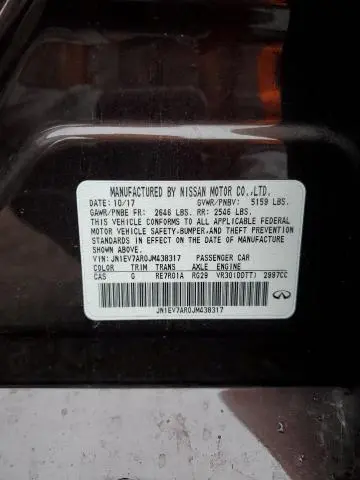 MANUFACTURED BY NISSAN MOTOR CO.,LTD.
DATE: 10/17 GVWR/PNBV: 5159 LBS.
GAWR/PNBE FR: 2646 LBS. RR: 2546 LBS.
THIS VEHICLE CONFORMS TO ALL APPLICABLE FEDERAL
MOTOR VEHICLE SAFETY,BUMPER,AND THEFT PREVENTION
STANDARDS IN EFFECT ON THE DATE OF MANUFACTURE
SHOWN ABOVE.
VIN: JN1EV7AR0JM438317 PASSENGER CAR
COLOR TRIM TRANS AXLE ENGINE
CAS G RE7R01A RG29 VR30(DDTT) 2997CC
JN1EV7AR0JM438317